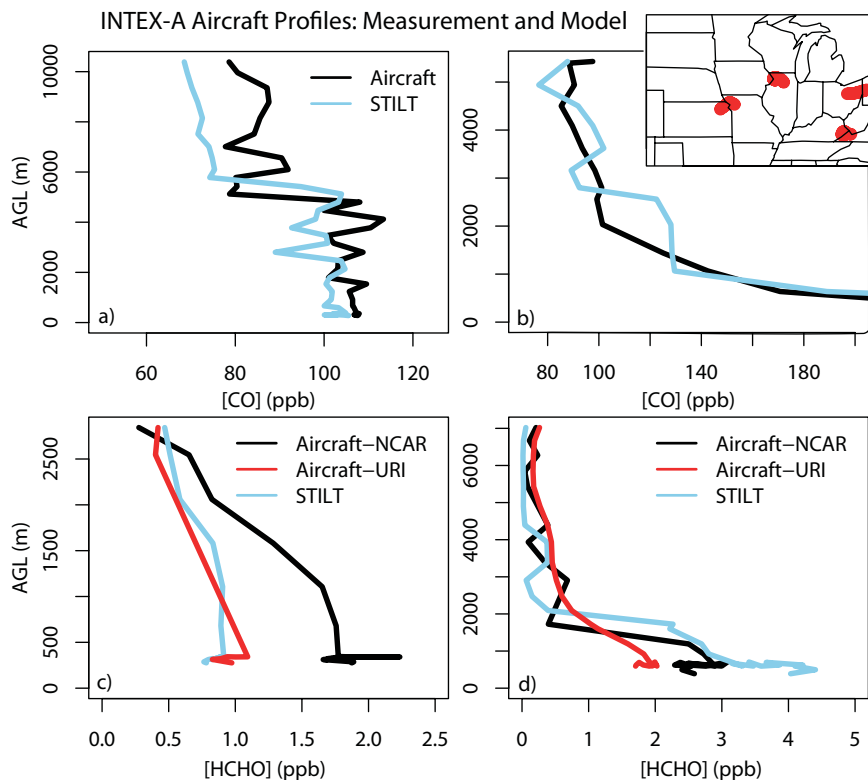 INTEX-A Aircraft Profiles: Measurement and Model
AGL (m)
0 2000 6000 10000
Aircraft
STILT
a)
60 80 100 120
[CO] (ppb)
2000 4000
b)
80 100 140 180
[CO] (ppb)
AGL (m)
0 500 1500 2500
Aircraft–NCAR
Aircraft–URI
STILT
c)
0.0 0.5 1.0 1.5 2.0 2.5
[HCHO] (ppb)
0 2000 4000 6000
Aircraft–NCAR
Aircraft–URI
STILT
d)
0 1 2 3 4 5
[HCHO] (ppb)